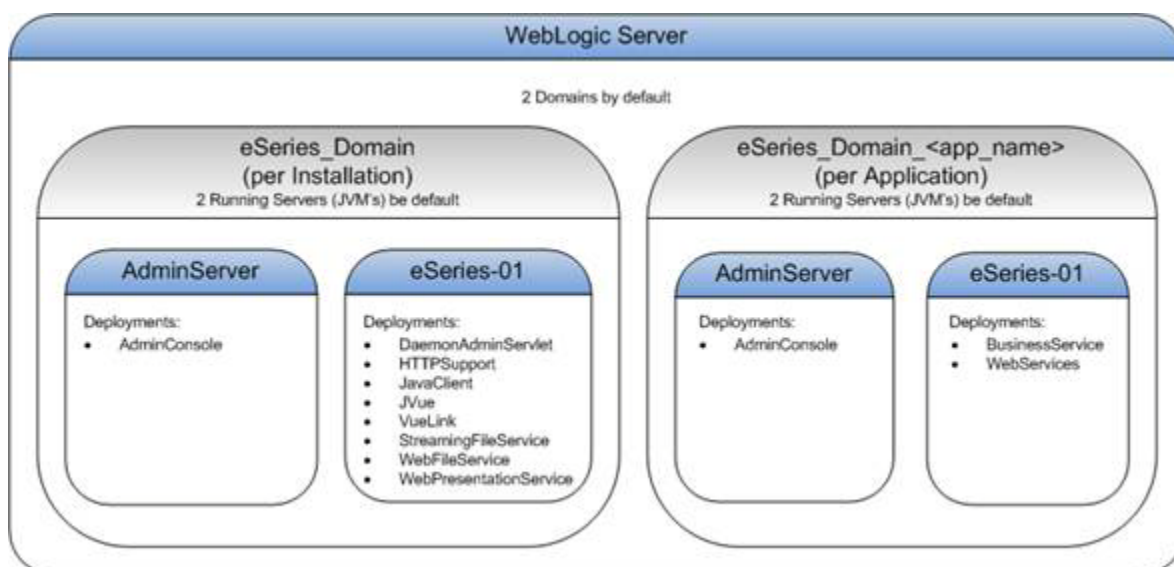 WebLogic Server
2 Domains by default
eSeries_Domain
(per Installation)
2 Running Servers (JVM's) be default
AdminServer
Deployments:
• AdminConsole
eSeries-01
Deployments:
• DaemonAdminServlet
• HTTPSupport
• JavaClient
• JVue
• VueLink
• StreamingFileService
• WebFileService
• WebPresentationService
eSeries_Domain_<app_name>
(per Application)
2 Running Servers (JVM's) be default
AdminServer
Deployments:
• AdminConsole
eSeries-01
Deployments:
• BusinessService
• WebServices